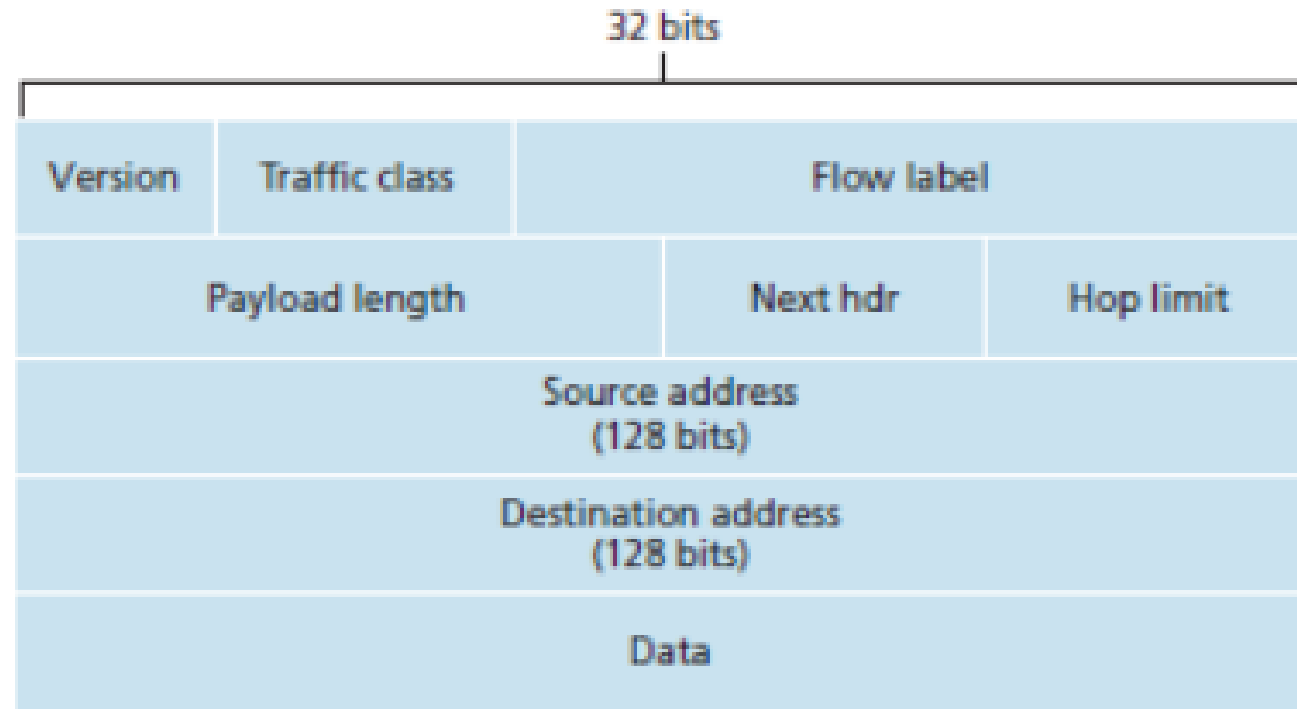 32 bits
Version Traffic class Flow label
Payload length Next hdr Hop limit
Source address
(128 bits)
Destination address
(128 bits)
Data